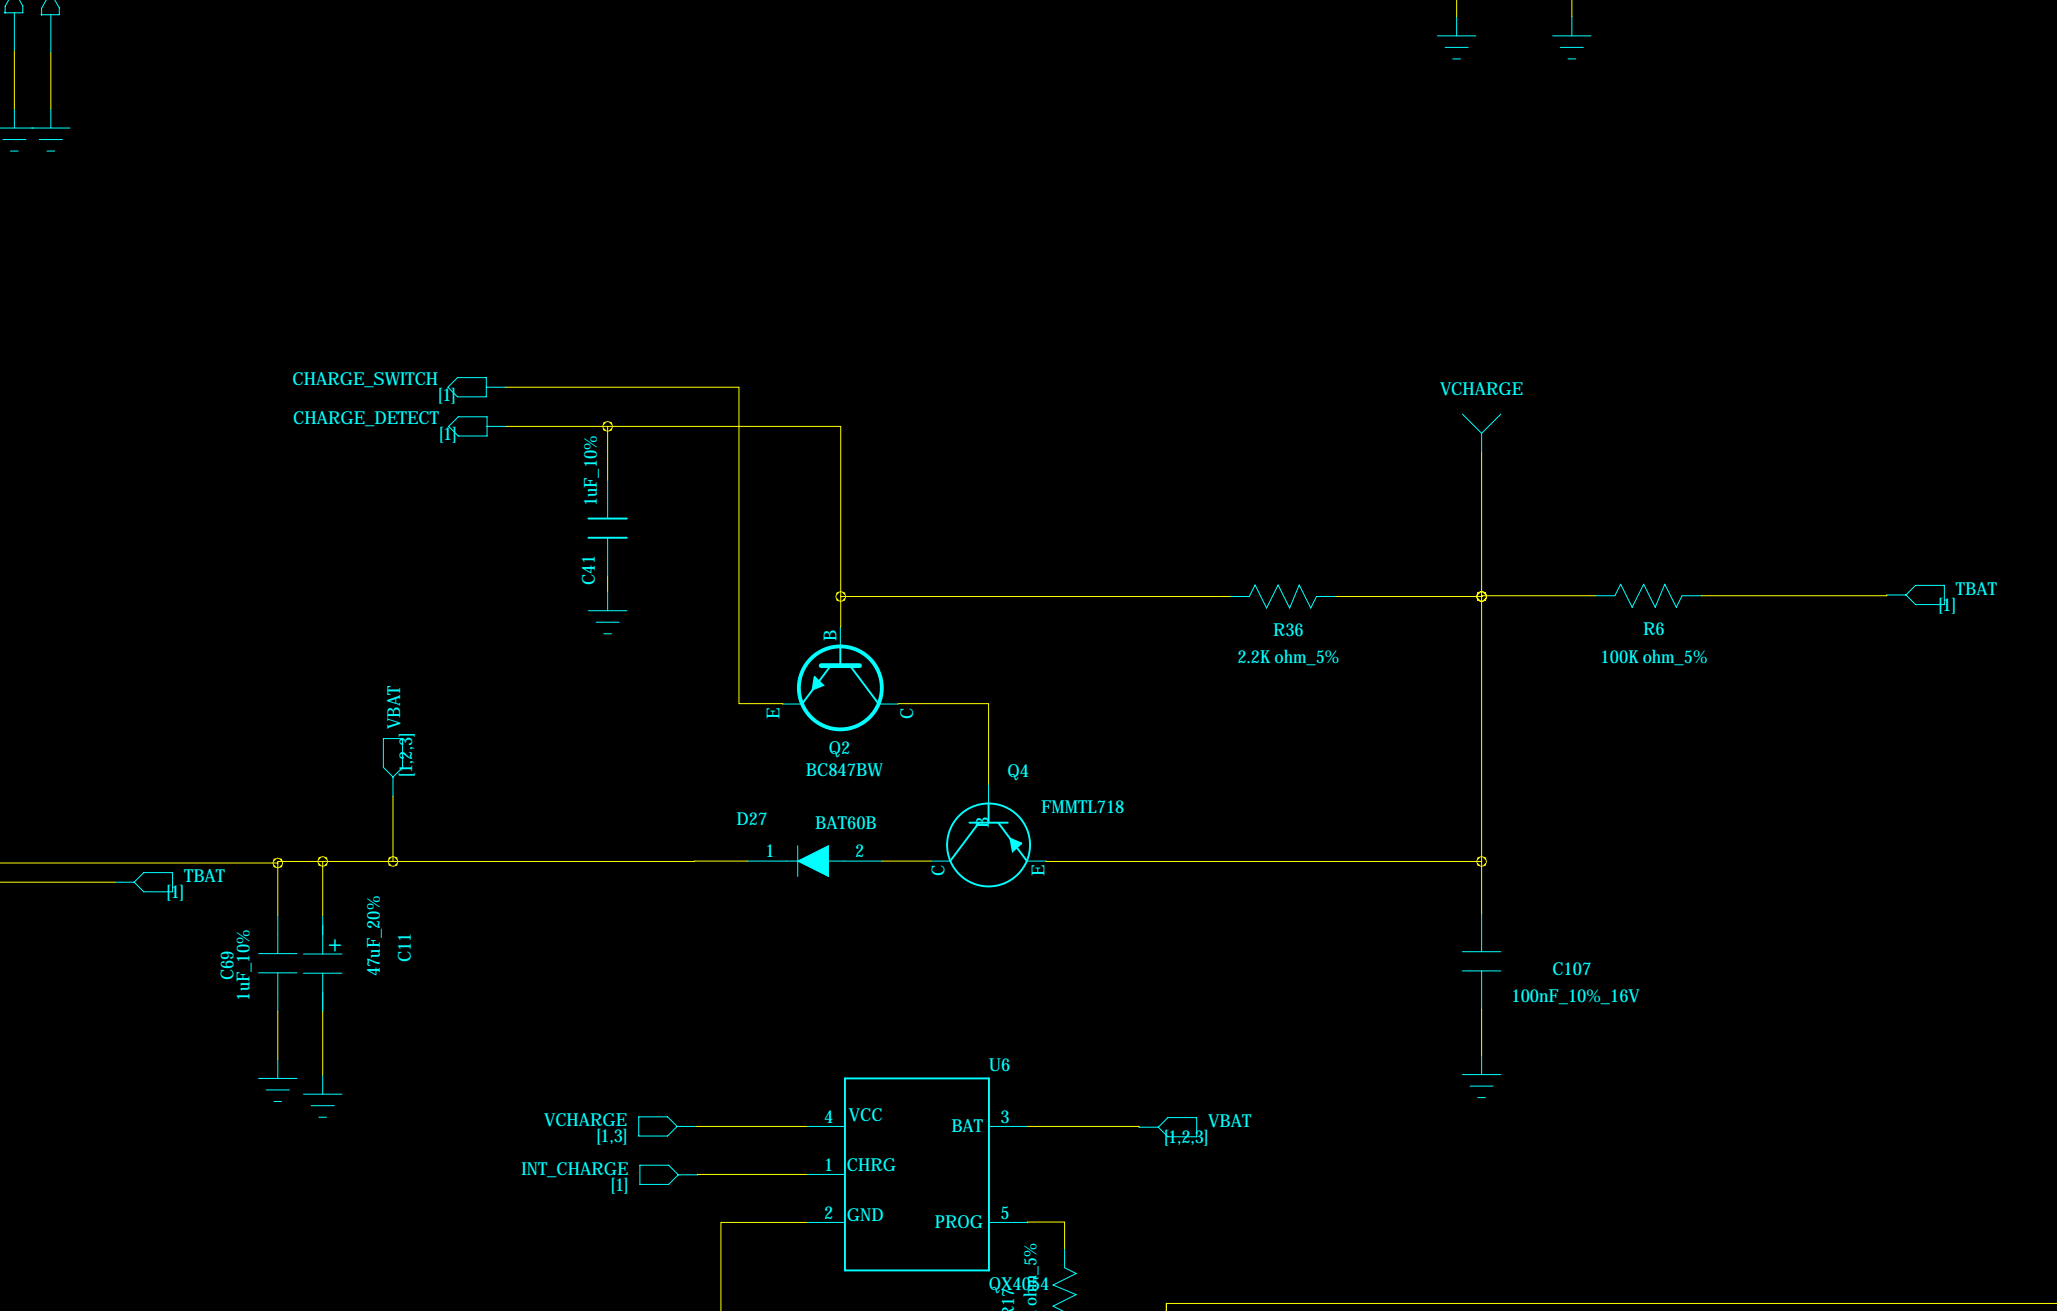 CHARGE_SWITCH
[1]
CHARGE_DETECT
[1]
1uF_10%
C41
VCHARGE
TBAT
[1]
R36
2.2K ohm_5%
R6
100K ohm_5%
B
E
C
Q2
BC847BW
VBAT
[1,2,3]
Q4
FMMTL718
B
C
E
D27
BAT60B
1
2
TBAT
[1]
C69
1uF_10%
+
47uF_20%
C11
C107
100nF_10%_16V
U6
VCHARGE
[1,3]
4
VCC
BAT
3
VBAT
[1,2,3]
INT_CHARGE
[1]
1
CHRG
2
GND
PROG
5
QX4054
R17
ohm_5%